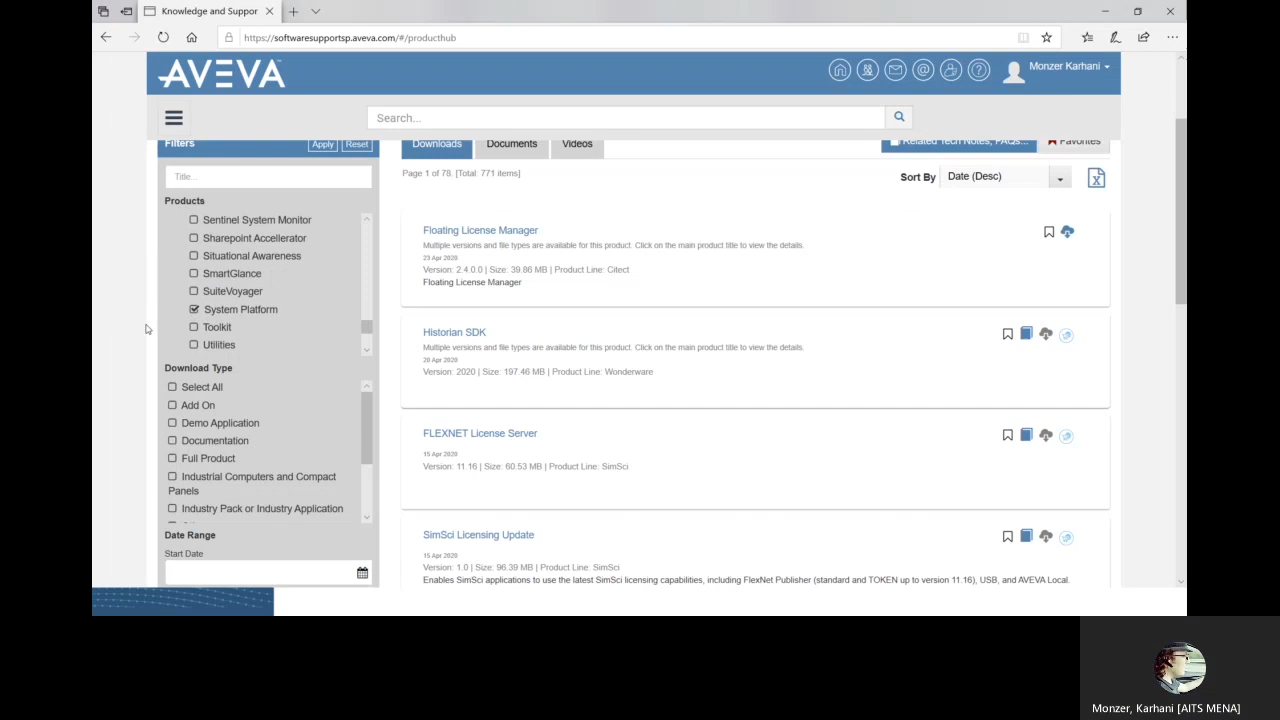 Knowledge and Suppor
https://softwaresupportsp.aveva.com/#/producthub
AVEVA
Monzer Karhani
Search...
Filters
Apply
Reset
Title...
Products
Sentinel System Monitor
Sharepoint Accellerator
Situational Awareness
SmartGlance
SuiteVoyager
System Platform
Toolkit
Utilities
Download Type
Select All
Add On
Demo Application
Documentation
Full Product
Industrial Computers and Compact
Panels
Industry Pack or Industry Application
Date Range
Start Date
Downloads
Documents
Videos
Related Tech Notes, FAQs...
Favorites
Page 1 of 78. [Total: 771 items]
Sort By
Date (Desc)
Floating License Manager
Multiple versions and file types are available for this product. Click on the main product title to view the details.
23 Apr 2020
Version: 2.4.0.0 | Size: 39.86 MB | Product Line: Citect
Floating License Manager
Historian SDK
Multiple versions and file types are available for this product. Click on the main product title to view the details.
20 Apr 2020
Version: 2020 | Size: 197.46 MB | Product Line: Wonderware
FLEXNET License Server
15 Apr 2020
Version: 11.16 | Size: 60.53 MB | Product Line: SimSci
SimSci Licensing Update
15 Apr 2020
Version: 1.0 | Size: 96.39 MB | Product Line: SimSci
Enables SimSci applications to use the latest SimSci licensing capabilities, including FlexNet Publisher (standard and TOKEN up to version 11.16), USB, and AVEVA Local.
Monzer, Karhani [AITS MENA]